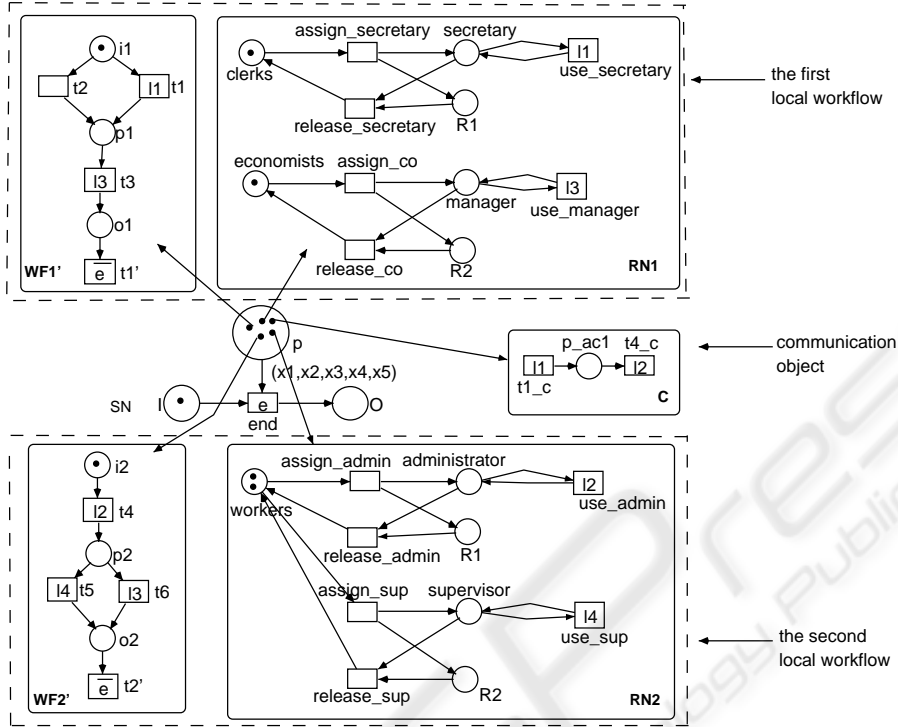 i1
t2
l1 t1
p1
l3 t3
o1
e t1'
WF1'
assign_secretary secretary
clerks
l1
use_secretary
release_secretary R1
economists assign_co
l3
manager
use_manager
release_co R2
RN1
the first
local workflow
p
(x1,x2,x3,x4,x5)
SN I
e
end
O
p_ac1 t4_c
l1 l2
t1_c
C
communication
object
i2
l2 t4
p2
l4 t5
l3 t6
o2
e t2'
WF2'
assign_admin administrator
workers
l2
use_admin
release_admin R1
assign_sup supervisor
l4
use_sup
release_sup R2
RN2
the second
local workflow